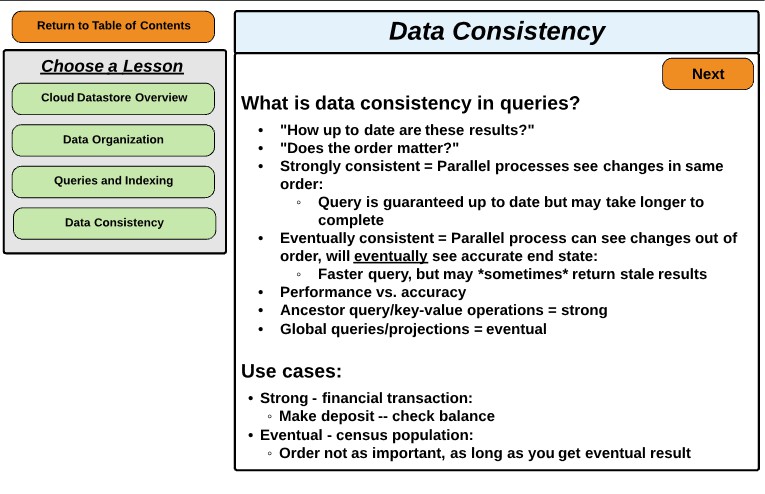 Return to Table of Contents
Choose a Lesson
Cloud Datastore Overview
Data Organization
Queries and Indexing
Data Consistency
Data Consistency
Next
What is data consistency in queries?
• "How up to date are these results?"
• "Does the order matter?"
• Strongly consistent = Parallel processes see changes in same
order:
◦ Query is guaranteed up to date but may take longer to
complete
• Eventually consistent = Parallel process can see changes out of
order, will eventually see accurate end state:
◦ Faster query, but may *sometimes* return stale results
• Performance vs. accuracy
• Ancestor query/key-value operations = strong
• Global queries/projections = eventual
Use cases:
• Strong - financial transaction:
◦ Make deposit -- check balance
• Eventual - census population:
◦ Order not as important, as long as you get eventual result